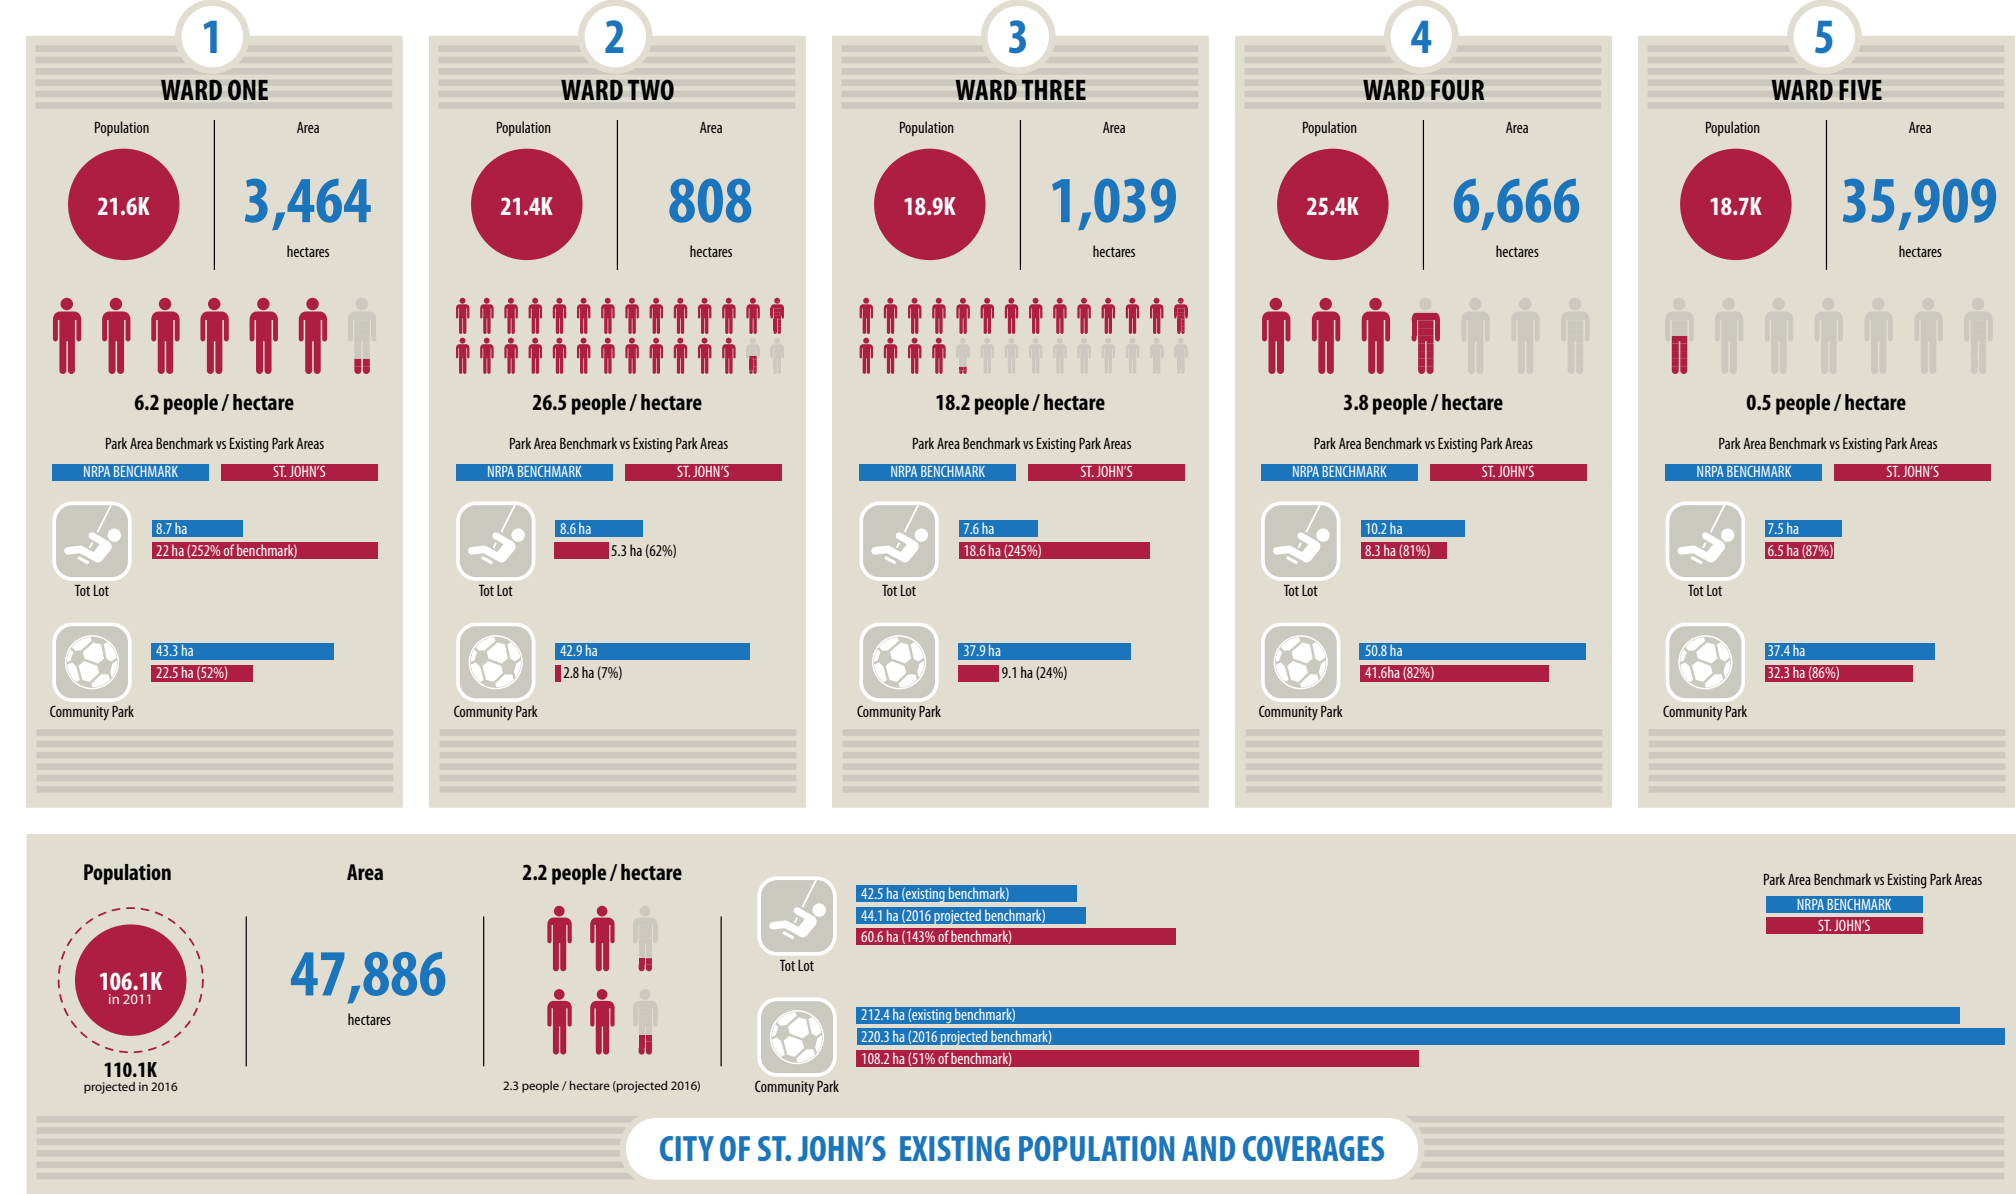 1
WARD ONE
Population
Area
21.6K
3,464
hectares
6.2 people / hectare
Park Area Benchmark vs Existing Park Areas
NRPA BENCHMARK
ST. JOHN'S
8.7 ha
22 ha (252% of benchmark)
Tot Lot
43.3 ha
22.5 ha (52%)
Community Park
2
WARD TWO
Population
Area
21.4K
808
hectares
26.5 people / hectare
Park Area Benchmark vs Existing Park Areas
NRPA BENCHMARK
ST. JOHN'S
8.6 ha
5.3 ha (62%)
Tot Lot
42.9 ha
2.8 ha (7%)
Community Park
3
WARD THREE
Population
Area
18.9K
1,039
hectares
18.2 people / hectare
Park Area Benchmark vs Existing Park Areas
NRPA BENCHMARK
ST. JOHN'S
7.6 ha
18.6 ha (245%)
Tot Lot
37.9 ha
9.1 ha (24%)
Community Park
4
WARD FOUR
Population
Area
25.4K
6,666
hectares
3.8 people / hectare
Park Area Benchmark vs Existing Park Areas
NRPA BENCHMARK
ST. JOHN'S
10.2 ha
8.3 ha (81%)
Tot Lot
50.8 ha
41.6ha (82%)
Community Park
5
WARD FIVE
Population
Area
18.7K
35,909
hectares
0.5 people / hectare
Park Area Benchmark vs Existing Park Areas
NRPA BENCHMARK
ST. JOHN'S
7.5 ha
6.5 ha (87%)
Tot Lot
37.4 ha
32.3 ha (86%)
Community Park
Population
106.1K
in 2011
110.1K
projected in 2016
Area
47,886
hectares
2.2 people / hectare
2.3 people / hectare (projected 2016)
42.5 ha (existing benchmark)
44.1 ha (2016 projected benchmark)
60.6 ha (143% of benchmark)
Tot Lot
212.4 ha (existing benchmark)
220.3 ha (2016 projected benchmark)
108.2 ha (51% of benchmark)
Community Park
Park Area Benchmark vs Existing Park Areas
NRPA BENCHMARK
ST. JOHN'S
CITY OF ST. JOHN'S EXISTING POPULATION AND COVERAGES